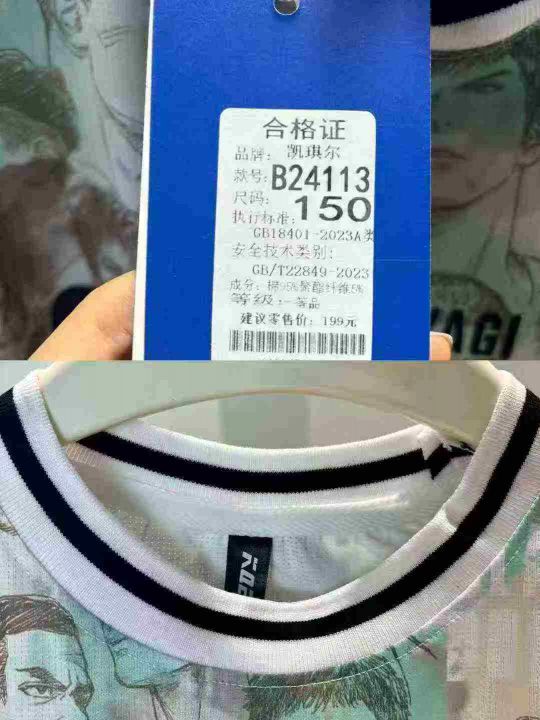 合格证
品牌: 凯琪尔
款号: B24113
尺码: 150
执行标准:
GB18401-2023A类
安全技术类别:
GB/T22849-2023
成分: 棉95%聚酯纤维5%
等级: 一等品
建议零售价: 199元
YAGI